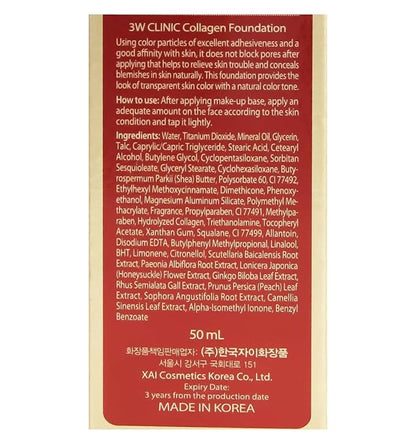 3W CLINIC Collagen Foundation
Using color particles of excellent adhesiveness and a
good affinity with skin, it does not block pores after
applying that helps to relieve skin trouble and conceals
blemishes in skin naturally. This foundation provides the
look of transparent skin color with a natural color tone.
How to use: After applying make-up base, apply an
adequate amount on the face according to the skin
condition and tap it lightly.
Ingredients: Water, Titanium Dioxide, Mineral Oil, Glycerin,
Talc, Caprylic/Capric Triglyceride, Stearic Acid, Cetearyl
Alcohol, Butylene Glycol, Cyclopentasiloxane, Sorbitan
Sesquioleate, Glyceryl Stearate, Cyclohexasiloxane, Buty-
rospermum Parkii (Shea) Butter, Polysorbate 60, CI 77492,
Ethylhexyl Methoxycinnamate, Dimethicone, Phenoxy-
ethanol, Magnesium Aluminum Silicate, Polymethyl Me-
thacrylate, Fragrance, Propylparaben, CI 77491, Methylpa-
raben, Hydrolyzed Collagen, Triethanolamine, Tocopheryl
Acetate, Xanthan Gum, Squalane, CI 77499, Allantoin,
Disodium EDTA, Butylphenyl Methylpropional, Linalool,
BHT, Limonene, Citronellol, Scutellaria Baicalensis Root
Extract, Paeonia Albiflora Root Extract, Lonicera Japonica
(Honeysuckle) Flower Extract, Ginkgo Biloba Leaf Extract,
Rhus Semialata Gall Extract, Prunus Persica (Peach) Leaf
Extract, Sophora Angustifolia Root Extract, Camellia
Sinensis Leaf Extract, Alpha-Isomethyl Ionone, Benzyl
Benzoate
50 mL
화장품책임판매업자: (주)한국자이화장품
서울시 강서구 국회대로 151
XAI Cosmetics Korea Co., Ltd.
Expiry Date:
3 years from the production date
MADE IN KOREA